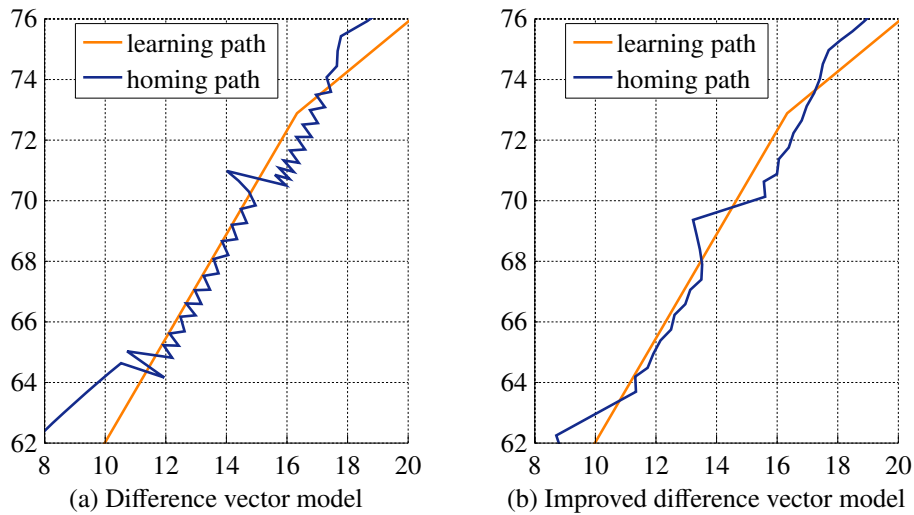 76
74
72
70
68
66
64
62
8 10 12 14 16 18 20
learning path
homing path
(a) Difference vector model
76
74
72
70
68
66
64
62
8 10 12 14 16 18 20
learning path
homing path
(b) Improved difference vector model